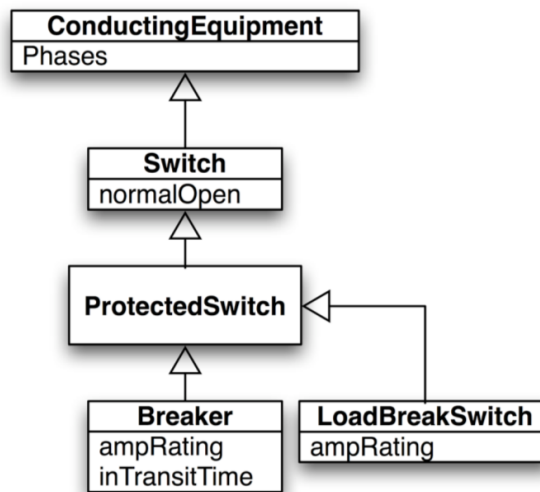 ConductingEquipment
Phases
Switch
normalOpen
ProtectedSwitch
Breaker
ampRating
inTransitTime
LoadBreakSwitch
ampRating